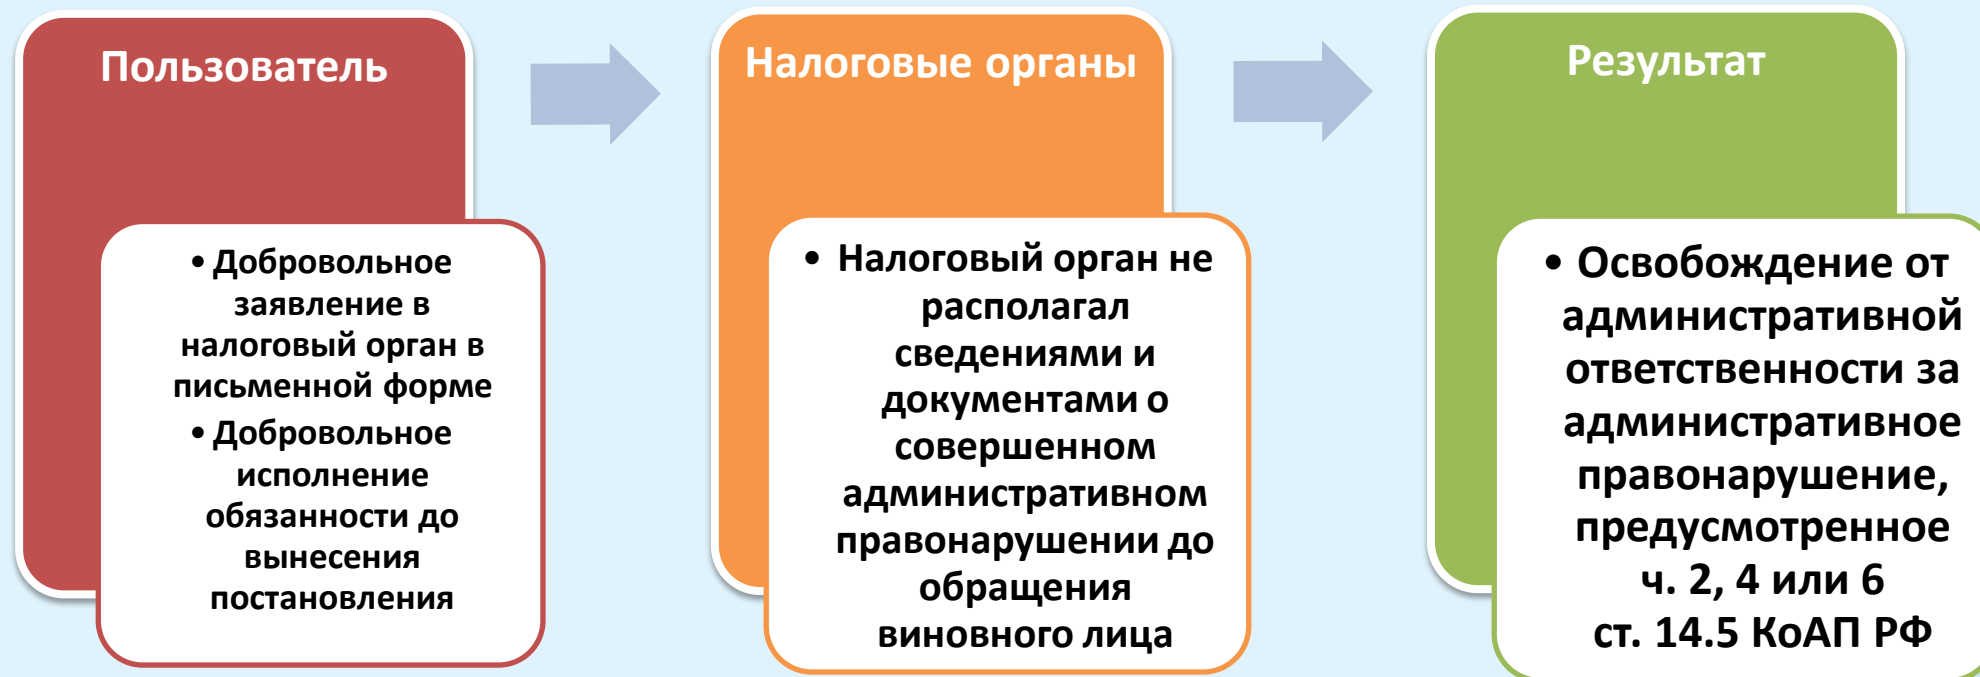 Пользователь
• Добровольное
заявление в
налоговый орган в
письменной форме
• Добровольное
исполнение
обязанности до
вынесения
постановления
Налоговые органы
• Налоговый орган не
располагал
сведениями и
документами о
совершенном
административном
правонарушении до
обращения
виновного лица
Результат
• Освобождение от
административной
ответственности за
административное
правонарушение,
предусмотренное
ч. 2, 4 или 6
ст. 14.5 КоАП РФ